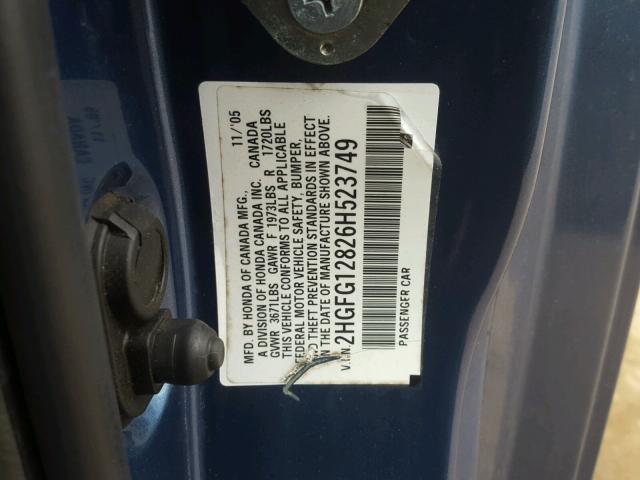 MFD. BY HONDA OF CANADA MFG., 11/'05
A DIVISION OF HONDA CANADA INC. CANADA
GVWR 3671LBS GAWR F 1973LBS R 1720LBS
THIS VEHICLE CONFORMS TO ALL APPLICABLE
FEDERAL MOTOR VEHICLE SAFETY, BUMPER,
AND THEFT PREVENTION STANDARDS IN EFFECT
ON THE DATE OF MANUFACTURE SHOWN ABOVE.
V.I.N. 2HGFG12826H523749
PASSENGER CAR